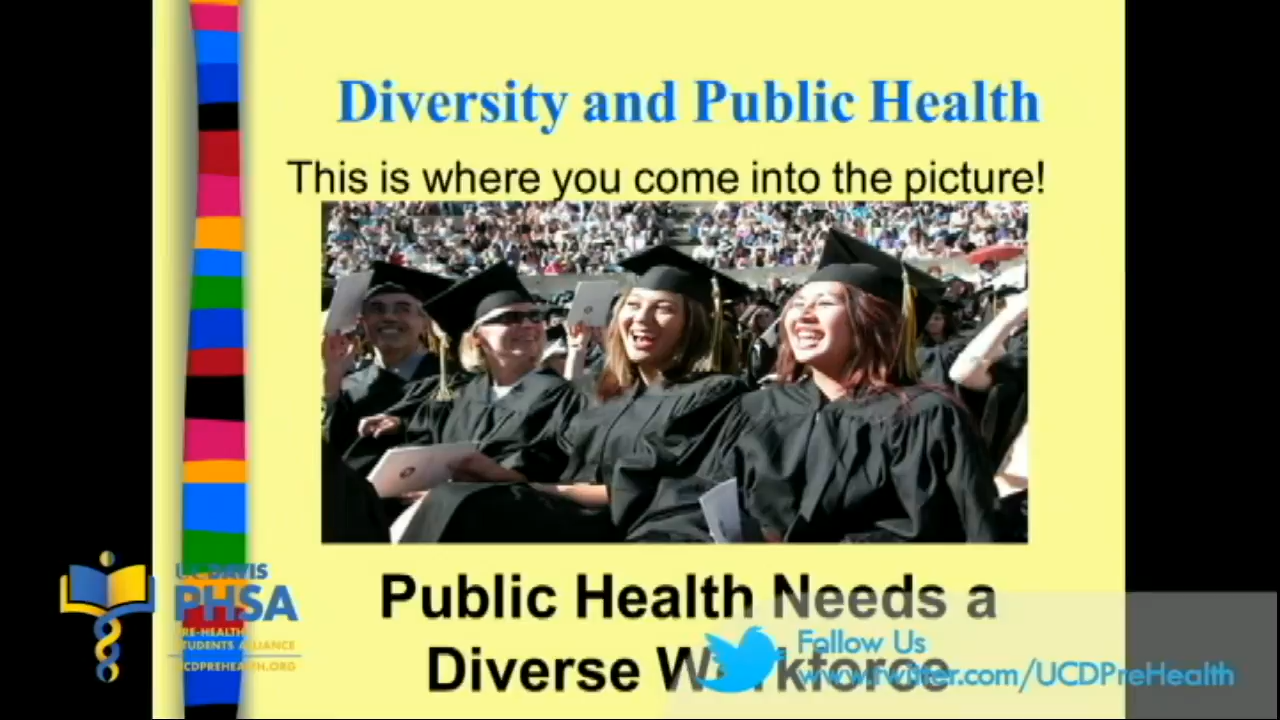 Diversity and Public Health
This is where you come into the picture!
Public Health Needs a
Diverse Workforce
UC DAVIS
PHSA
PRE-HEALTH
STUDENTS ALLIANCE
UCDPREHEALTH.ORG
Follow Us
www.twitter.com/UCDPreHealth